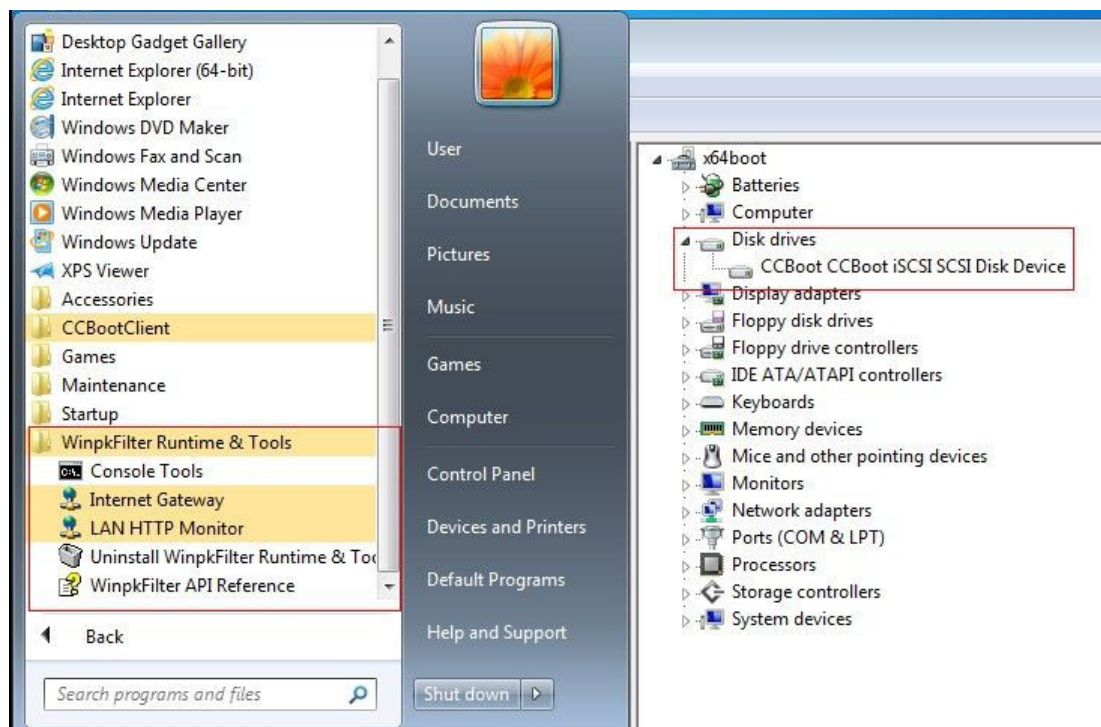 Desktop Gadget Gallery
Internet Explorer (64-bit)
Internet Explorer
Windows DVD Maker
Windows Fax and Scan
Windows Media Center
Windows Media Player
Windows Update
XPS Viewer
Accessories
CCBootClient
Games
Maintenance
Startup
WinpkFilter Runtime & Tools
Console Tools
Internet Gateway
LAN HTTP Monitor
Uninstall WinpkFilter Runtime & Too
WinpkFilter API Reference
Back
Search programs and files
User
Documents
Pictures
Music
Games
Computer
Control Panel
Devices and Printers
Default Programs
Help and Support
Shut down
x64boot
Batteries
Computer
Disk drives
CCBoot CCBoot iSCSI SCSI Disk Device
Display adapters
Floppy disk drives
Floppy drive controllers
IDE ATA/ATAPI controllers
Keyboards
Memory devices
Mice and other pointing devices
Monitors
Network adapters
Ports (COM & LPT)
Processors
Storage controllers
System devices